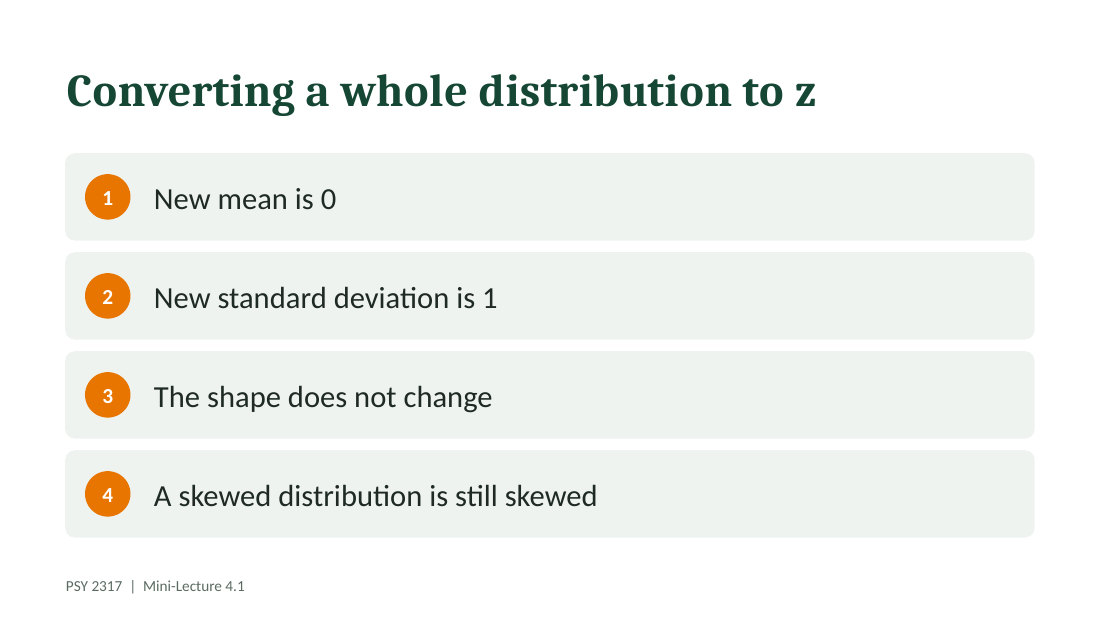 Converting a whole distribution to z
1 New mean is 0
2 New standard deviation is 1
3 The shape does not change
4 A skewed distribution is still skewed
PSY 2317 | Mini-Lecture 4.1